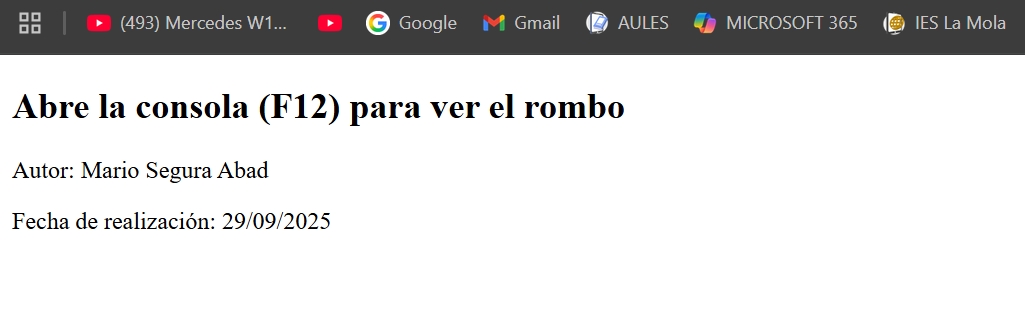 (493) Mercedes W1... Google Gmail AULES MICROSOFT 365 IES La Mola
Abre la consola (F12) para ver el rombo
Autor: Mario Segura Abad
Fecha de realización: 29/09/2025